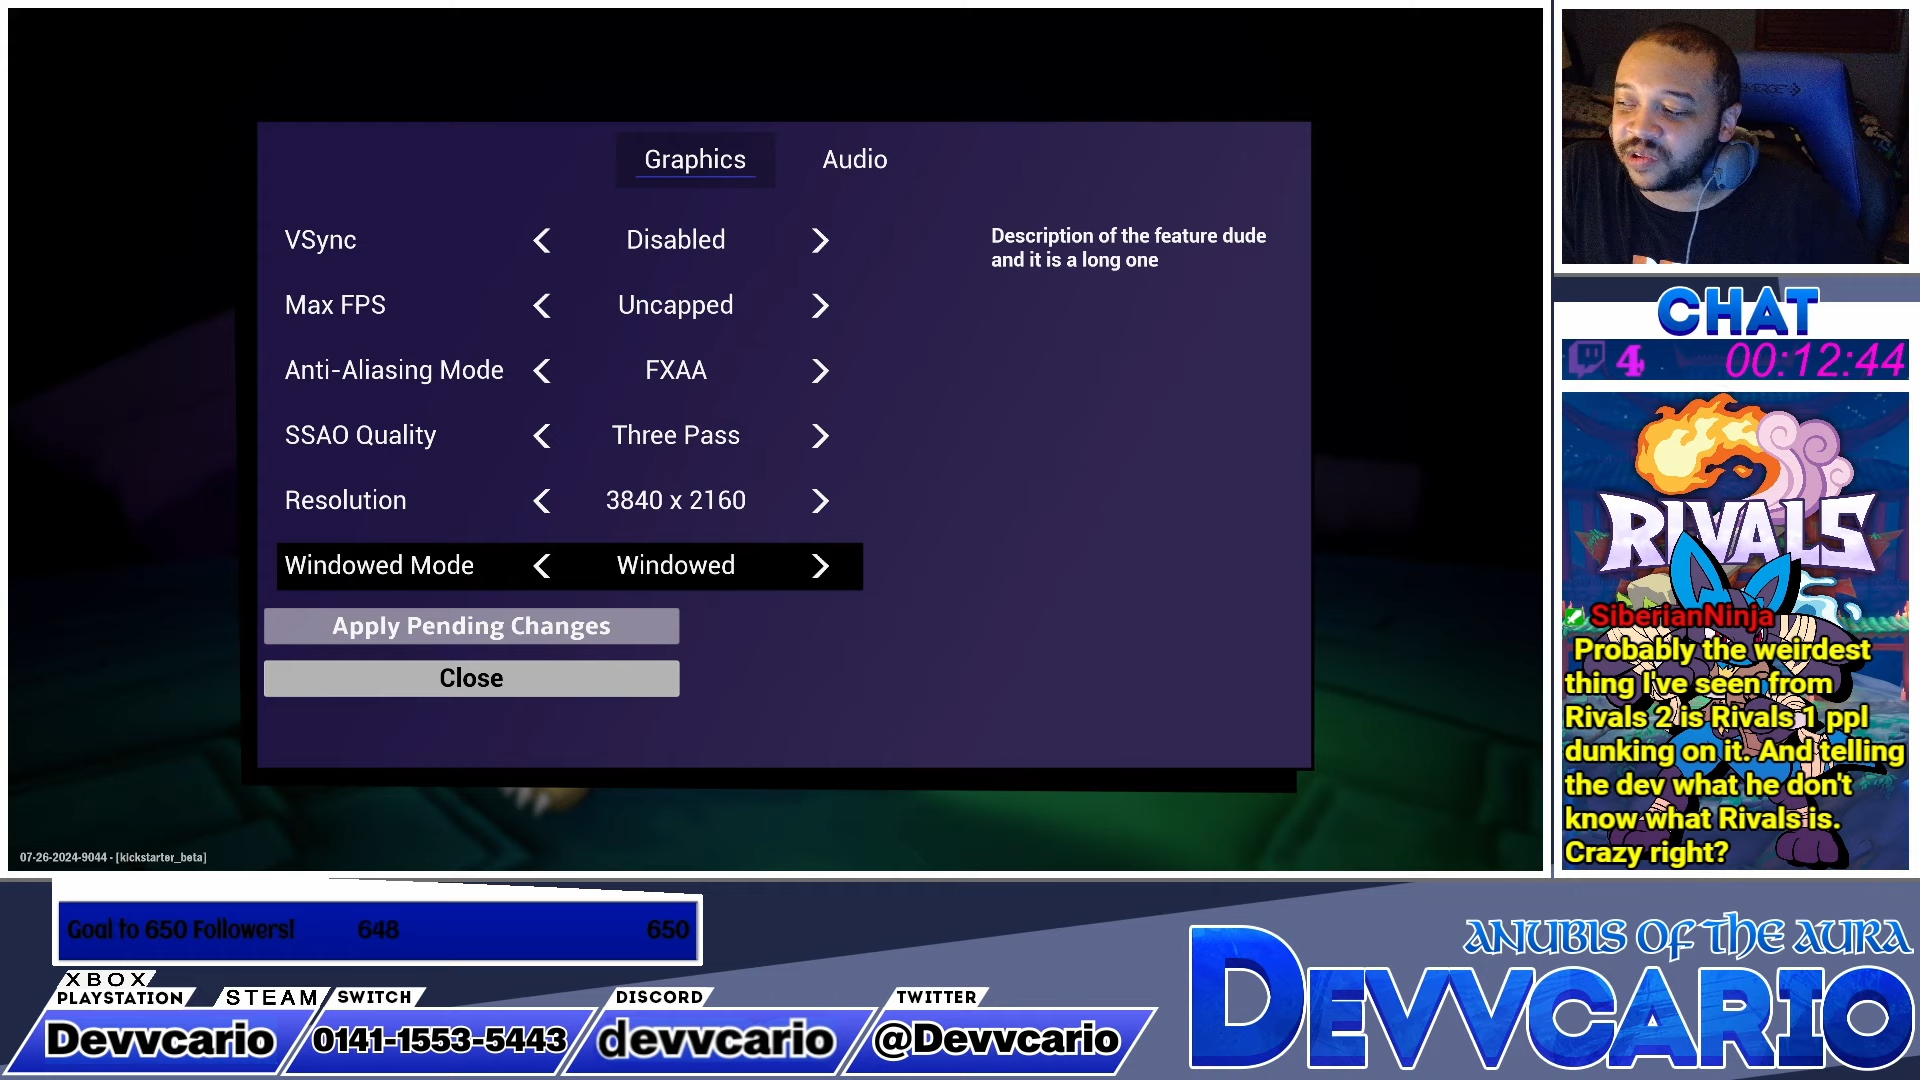 Graphics Audio
VSync Disabled
Description of the feature dude
and it is a long one
Max FPS Uncapped
Anti-Aliasing Mode FXAA
SSAO Quality Three Pass
Resolution 3840 x 2160
Windowed Mode Windowed
Apply Pending Changes
Close
07-26-2024-9044 - [kickstarter_beta]
CHAT
4 00:12:44
RIVALS
SiberianNinja
Probably the weirdest
thing I've seen from
Rivals 2 is Rivals 1 ppl
dunking on it. And telling
the dev what he don't
know what Rivals is.
Crazy right?
Goal to 650 Followers! 648 650
XBOX
PLAYSTATION STEAM SWITCH DISCORD TWITTER
Devvcario 0141-1553-5443 devvcario @Devvcario
ANUBIS OF THE AURA
DEVVCARIO